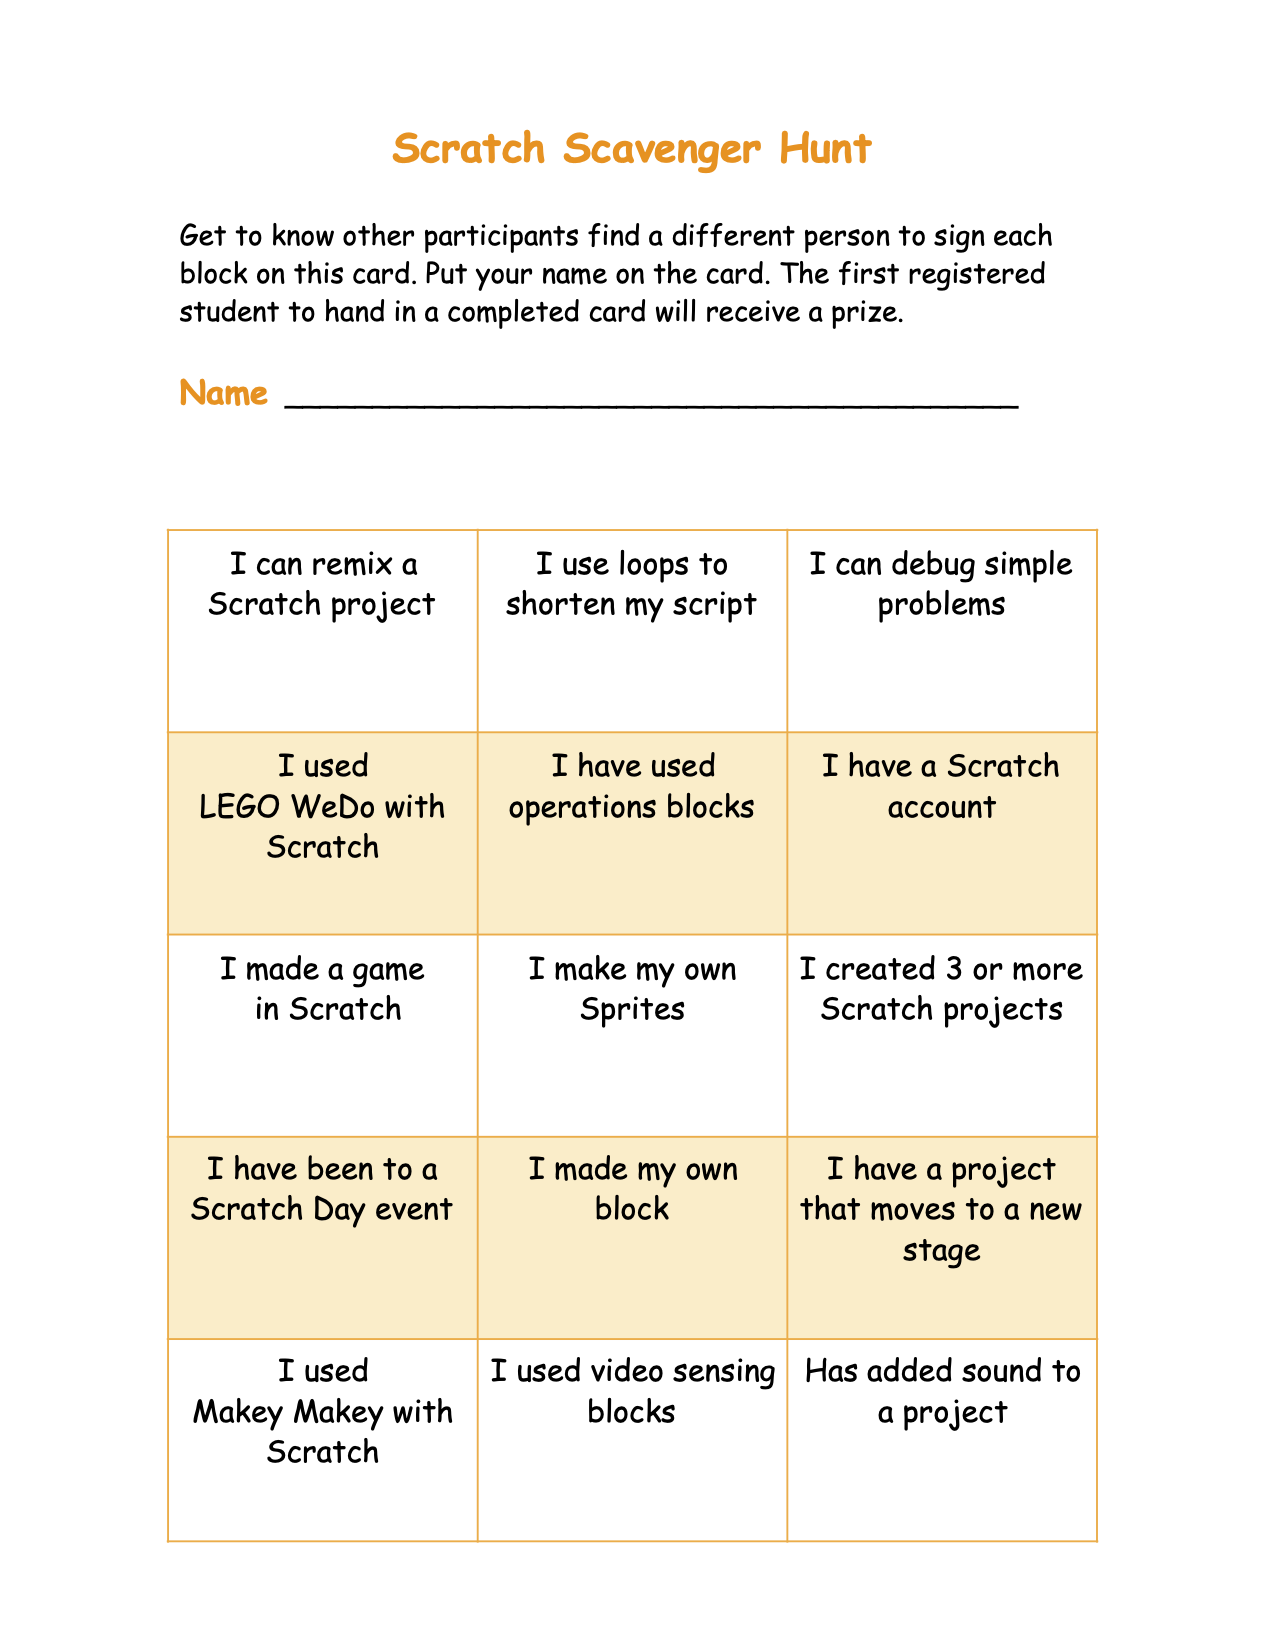 Scratch Scavenger Hunt
Get to know other participants find a different person to sign each
block on this card. Put your name on the card. The first registered
student to hand in a completed card will receive a prize.
Name ________________________________________
I can remix a
Scratch project
I use loops to
shorten my script
I can debug simple
problems
I used
LEGO WeDo with
Scratch
I have used
operations blocks
I have a Scratch
account
I made a game
in Scratch
I make my own
Sprites
I created 3 or more
Scratch projects
I have been to a
Scratch Day event
I made my own
block
I have a project
that moves to a new
stage
I used
Makey Makey with
Scratch
I used video sensing
blocks
Has added sound to
a project